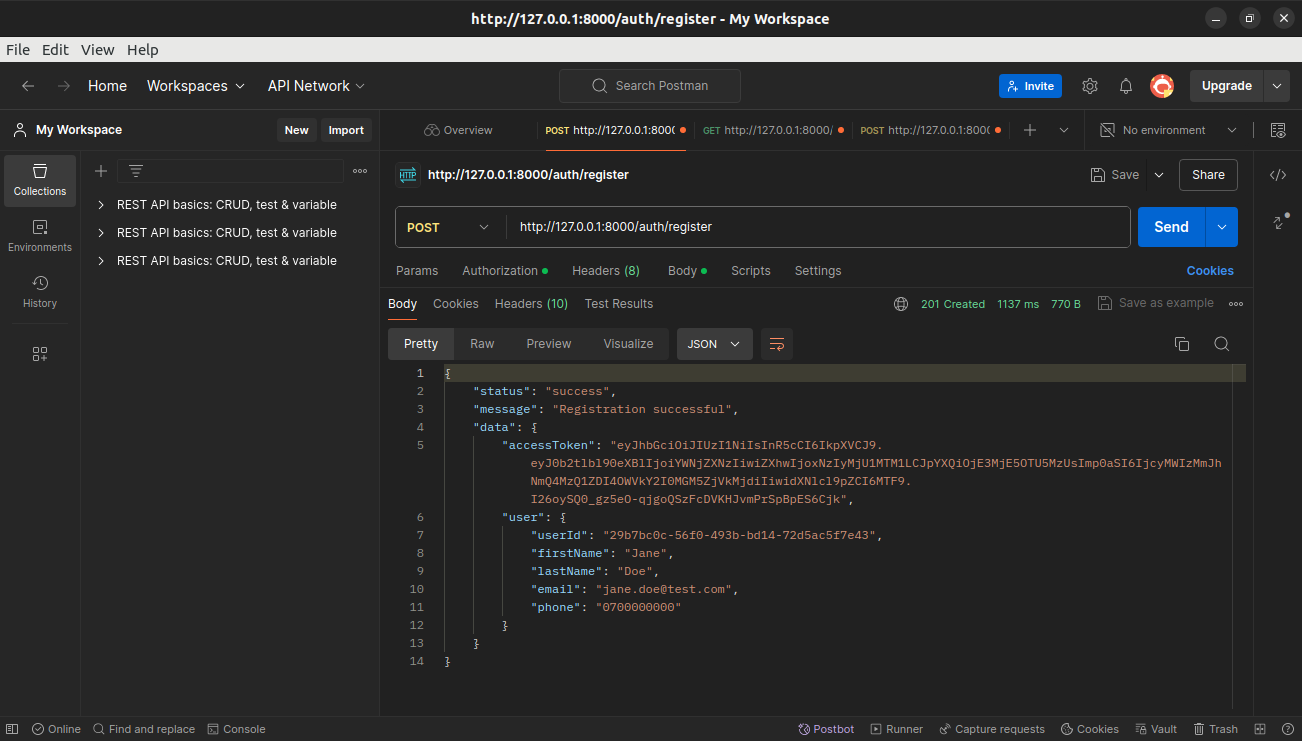 http://127.0.0.1:8000/auth/register - My Workspace
File Edit View Help
Home Workspaces API Network Search Postman Invite Upgrade
My Workspace New Import Overview POST http://127.0.0.1:8000 GET http://127.0.0.1:8000/ POST http://127.0.0.1:8000 No environment
HTTP http://127.0.0.1:8000/auth/register Save Share
Collections
Environments
History
REST API basics: CRUD, test & variable
REST API basics: CRUD, test & variable
REST API basics: CRUD, test & variable
POST http://127.0.0.1:8000/auth/register Send
Params Authorization Headers (8) Body Scripts Settings Cookies
Body Cookies Headers (10) Test Results 201 Created 1137 ms 770 B Save as example
Pretty Raw Preview Visualize JSON
1 {
2 "status": "success",
3 "message": "Registration successful",
4 "data": {
5 "accessToken": "eyJhbGciOiJIUzI1NiIsInR5cCI6IkpXVCJ9.
eyJ0b2tlbl90eXBlIjoiYWNjZXNzIiwiZXhwIjoxNzIyMjU1MTM1LCJpYXQiOjE3MjE5OTU5MzUsImp0aSI6IjcyMWIzMmJh
NmQ4MzQ1ZDI4OWVkY2I0MGM5ZjVkMjdiIiwidXNlcl9pZCI6MTF9.
I26oySQ0_gz5eO-qjgoQSzFcDVKHJvmPrSpBpES6Cjk",
6 "user": {
7 "userId": "29b7bc0c-56f0-493b-bd14-72d5ac5f7e43",
8 "firstName": "Jane",
9 "lastName": "Doe",
10 "email": "jane.doe@test.com",
11 "phone": "0700000000"
12 }
13 }
14 }
Online Find and replace Console Postbot Runner Capture requests Cookies Vault Trash